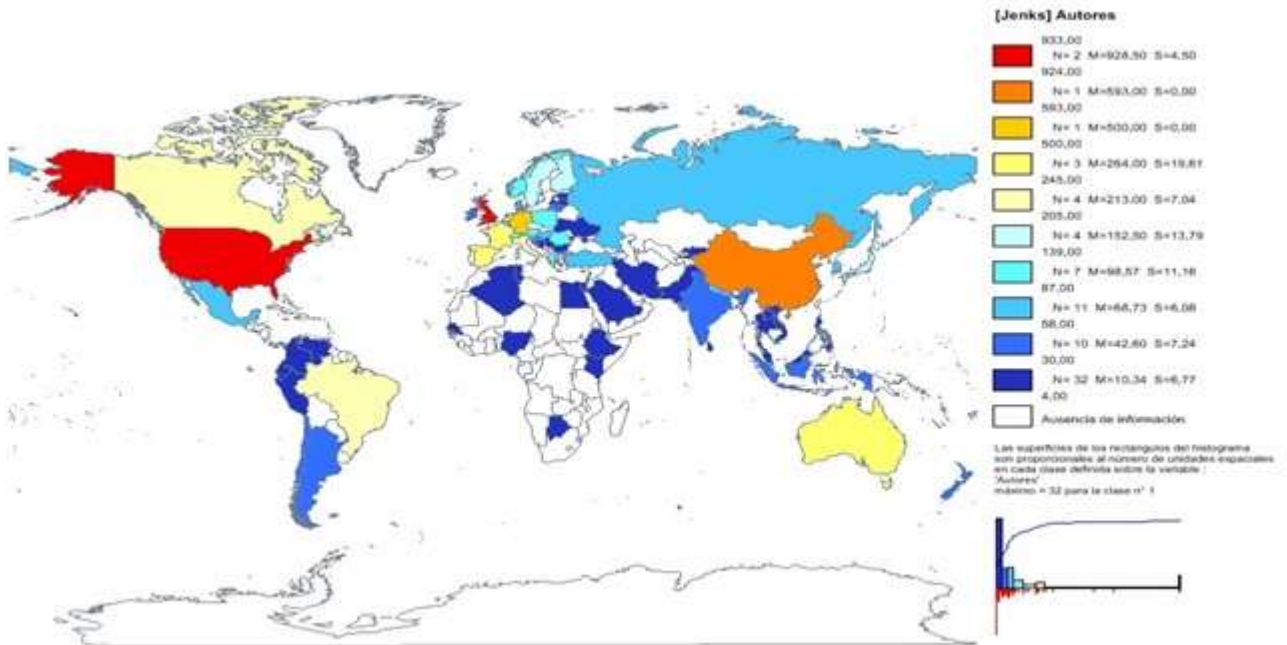 [Jenks] Autores
933,00
N= 2 M=928,50 S=4,50
924,00
N= 1 M=593,00 S=0,00
593,00
N= 1 M=500,00 S=0,00
500,00
N= 3 M=264,00 S=19,61
245,00
N= 4 M=213,00 S=7,04
205,00
N= 4 M=152,50 S=13,79
139,00
N= 7 M=98,57 S=11,16
87,00
N= 11 M=68,73 S=6,08
58,00
N= 10 M=42,60 S=7,24
30,00
N= 32 M=10,34 S=6,77
4,00
Ausencia de información
Las superficies de los rectángulos del histograma
son proporcionales al número de unidades espaciales
en cada clase definida sobre la variable :
'Autores'
máximo = 32 para la clase n° 1